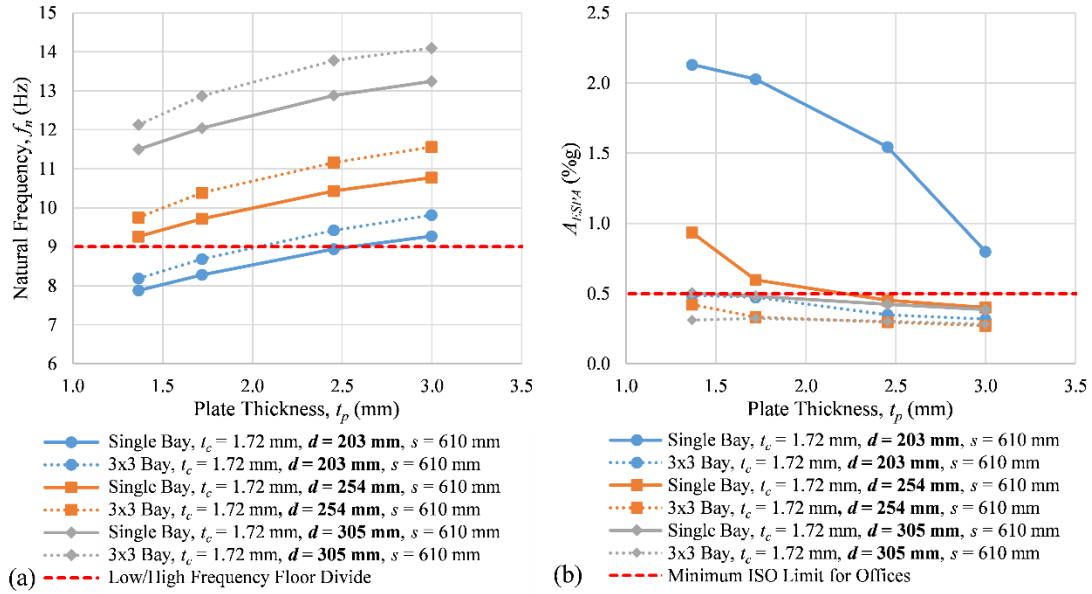 15
14
13
12
11
10
9
8
7
6
Natural Frequency, fn (Hz)
1.0 1.5 2.0 2.5 3.0 3.5
Plate Thickness, tp (mm)
Single Bay, tc = 1.72 mm, d = 203 mm, s = 610 mm
3x3 Bay, tc = 1.72 mm, d = 203 mm, s = 610 mm
Single Bay, tc = 1.72 mm, d = 254 mm, s = 610 mm
3x3 Bay, tc = 1.72 mm, d = 254 mm, s = 610 mm
Single Bay, tc = 1.72 mm, d = 305 mm, s = 610 mm
3x3 Bay, tc = 1.72 mm, d = 305 mm, s = 610 mm
(a) Low/High Frequency Floor Divide
2.5
2.0
1.5
1.0
0.5
0.0
AESPA (%g)
1.0 1.5 2.0 2.5 3.0 3.5
Plate Thickness, tp (mm)
Single Bay, tc = 1.72 mm, d = 203 mm, s = 610 mm
3x3 Bay, tc = 1.72 mm, d = 203 mm, s = 610 mm
Single Bay, tc = 1.72 mm, d = 254 mm, s = 610 mm
3x3 Bay, tc = 1.72 mm, d = 254 mm, s = 610 mm
Single Bay, tc = 1.72 mm, d = 305 mm, s = 610 mm
3x3 Bay, tc = 1.72 mm, d = 305 mm, s = 610 mm
(b) Minimum ISO Limit for Offices